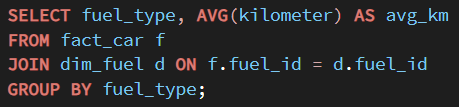 SELECT fuel_type, AVG(kilometer) AS avg_km
FROM fact_car f
JOIN dim_fuel d ON f.fuel_id = d.fuel_id
GROUP BY fuel_type;